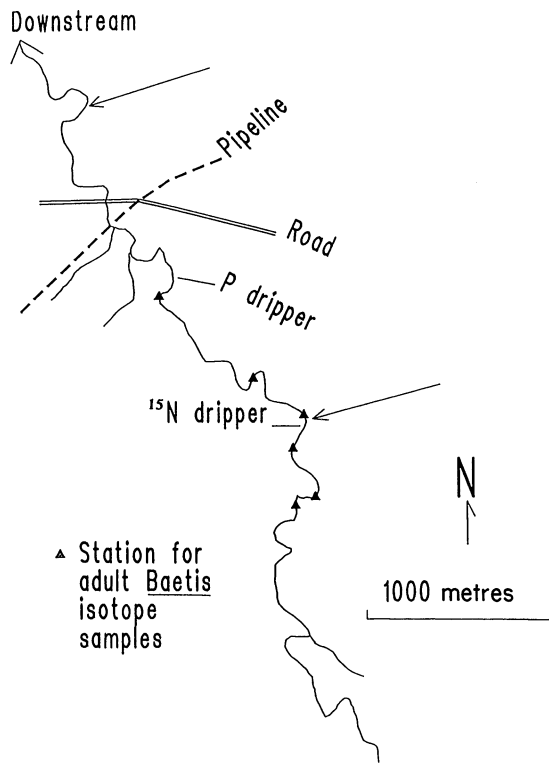 Downstream
Pipeline
Road
P dripper
¹⁵N dripper
N
Station for
adult Baetis
isotope
samples
1000 metres